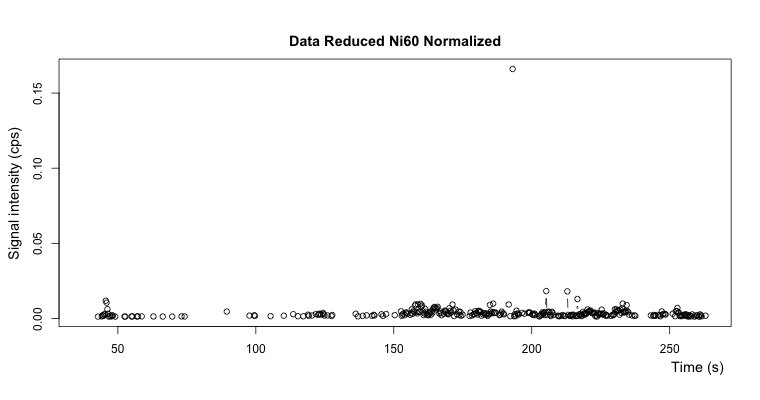 Data Reduced Ni60 Normalized
Signal intensity (cps)
0.15
0.10
0.05
0.00
50 100 150 200 250
Time (s)